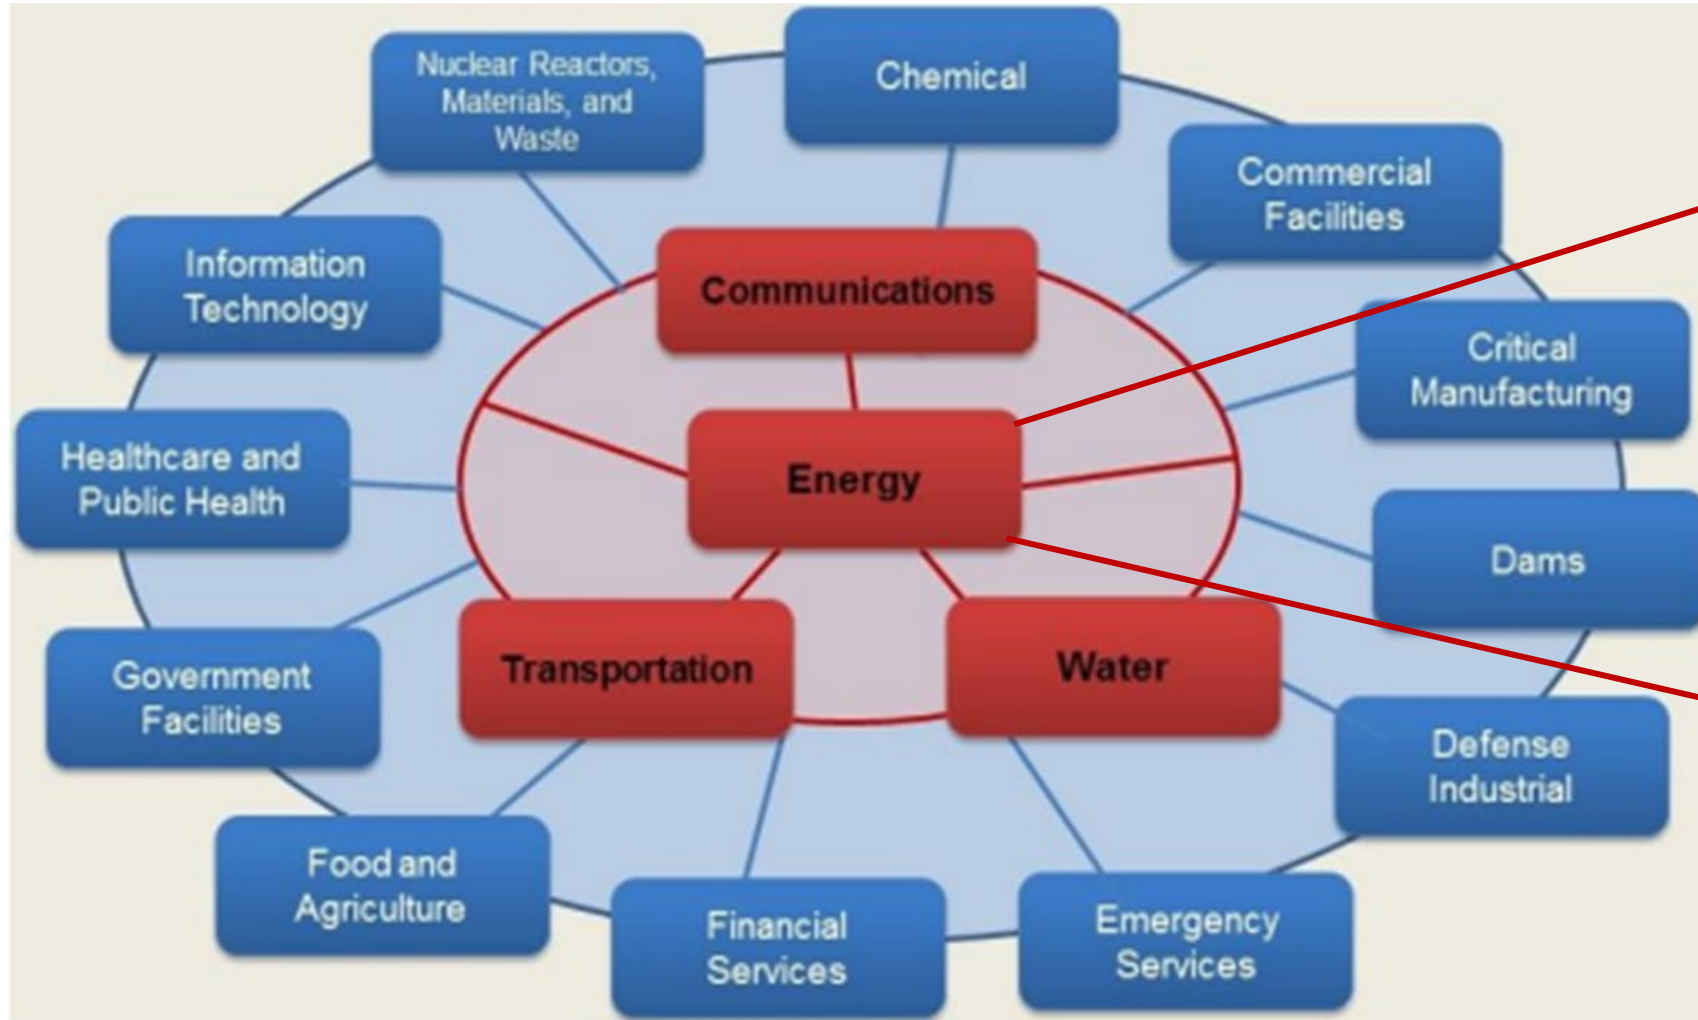 Nuclear Reactors,
Materials, and
Waste
Chemical
Commercial
Facilities
Information
Technology
Communications
Critical
Manufacturing
Healthcare and
Public Health
Energy
Dams
Government
Facilities
Transportation
Water
Defense
Industrial
Food and
Agriculture
Financial
Services
Emergency
Services